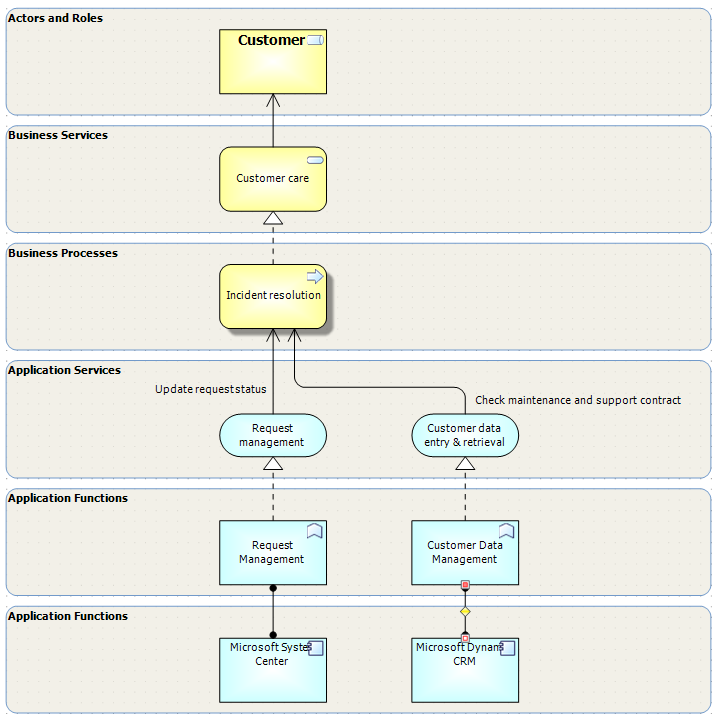 Actors and Roles
Customer
Business Services
Customer care
Business Processes
Incident resolution
Application Services
Update request status
Check maintenance and support contract
Request
management
Customer data
entry & retrieval
Application Functions
Request
Management
Customer Data
Management
Application Functions
Microsoft
Center
Microsoft
CRM